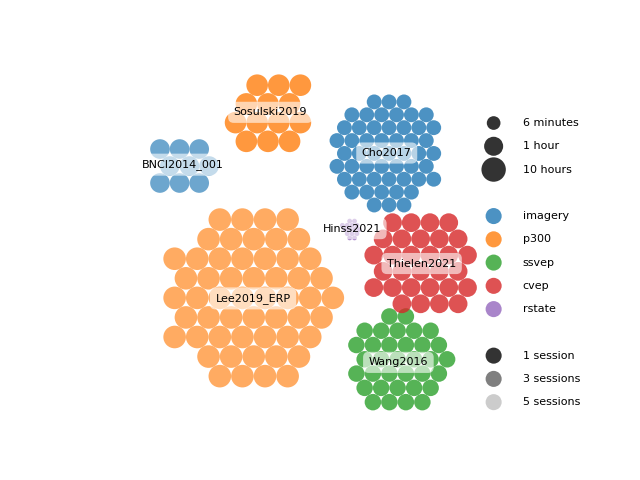 Sosulski2019
BNCI2014_001
Cho2017
Hinss2021
Thielen2021
Lee2019_ERP
Wang2016
6 minutes
1 hour
10 hours
imagery
p300
ssvep
cvep
rstate
1 session
3 sessions
5 sessions